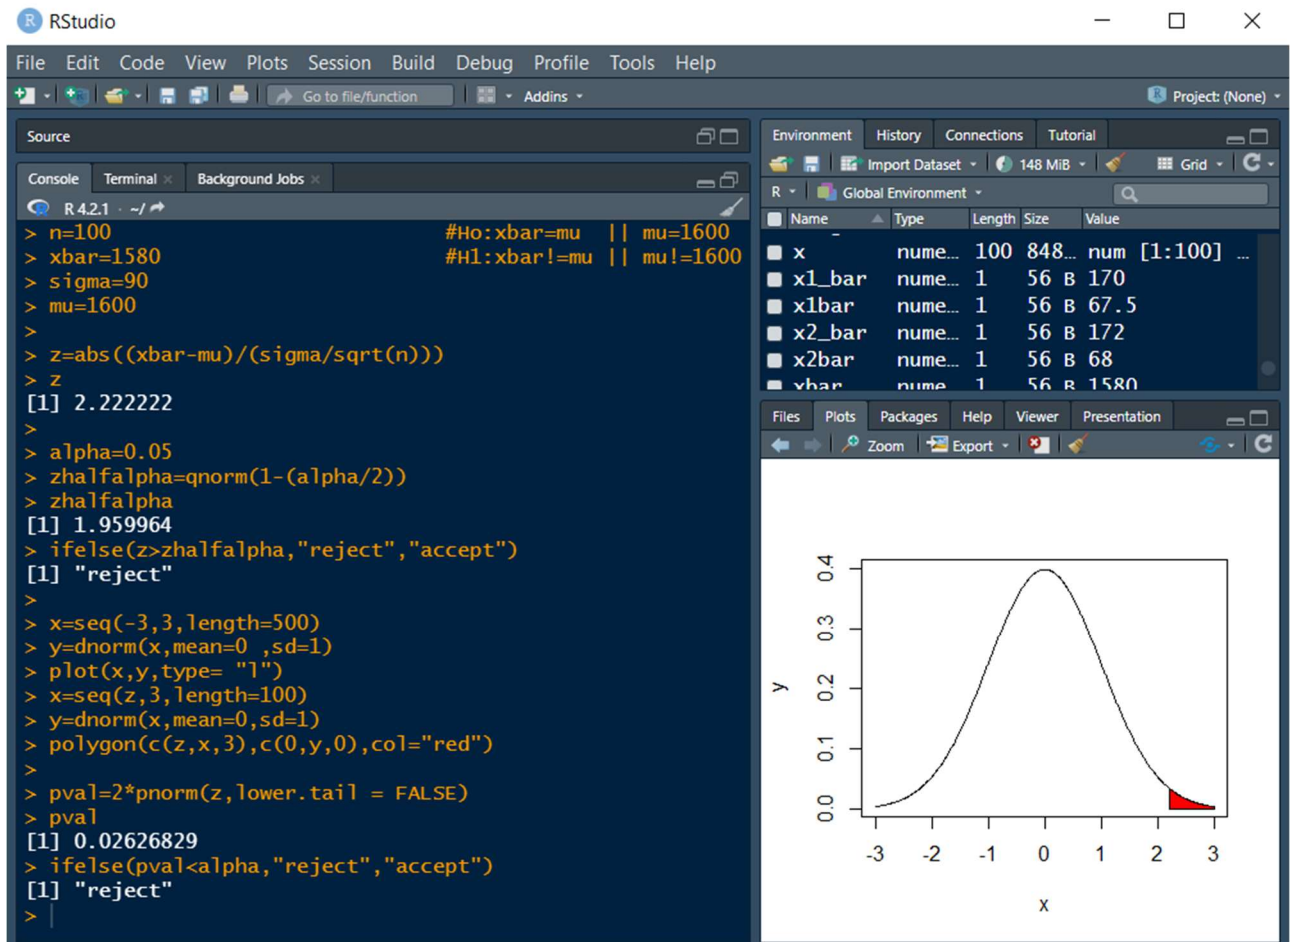 RStudio
File Edit Code View Plots Session Build Debug Profile Tools Help
Go to file/function Addins Project: (None)
Source
Console Terminal Background Jobs
R 4.2.1 · ~/
> n=100 #Ho:xbar=mu || mu=1600
> xbar=1580 #H1:xbar!=mu || mu!=1600
> sigma=90
> mu=1600
>
> z=abs((xbar-mu)/(sigma/sqrt(n)))
> z
[1] 2.222222
>
> alpha=0.05
> zhalfalpha=qnorm(1-(alpha/2))
> zhalfalpha
[1] 1.959964
> ifelse(z>zhalfalpha,"reject","accept")
[1] "reject"
>
> x=seq(-3,3,length=500)
> y=dnorm(x,mean=0 ,sd=1)
> plot(x,y,type= "l")
> x=seq(z,3,length=100)
> y=dnorm(x,mean=0,sd=1)
> polygon(c(z,x,3),c(0,y,0),col="red")
>
> pval=2*pnorm(z,lower.tail = FALSE)
> pval
[1] 0.02626829
> ifelse(pval<alpha,"reject","accept")
[1] "reject"
>
Environment History Connections Tutorial
Import Dataset 148 MiB Grid
R Global Environment
Name Type Length Size Value
x nume… 100 848… num [1:100] …
x1_bar nume… 1 56 B 170
x1bar nume… 1 56 B 67.5
x2_bar nume… 1 56 B 172
x2bar nume… 1 56 B 68
xbar nume 1 56 B 1580
Files Plots Packages Help Viewer Presentation
Zoom Export
y
0.4
0.3
0.2
0.1
0.0
-3 -2 -1 0 1 2 3
x